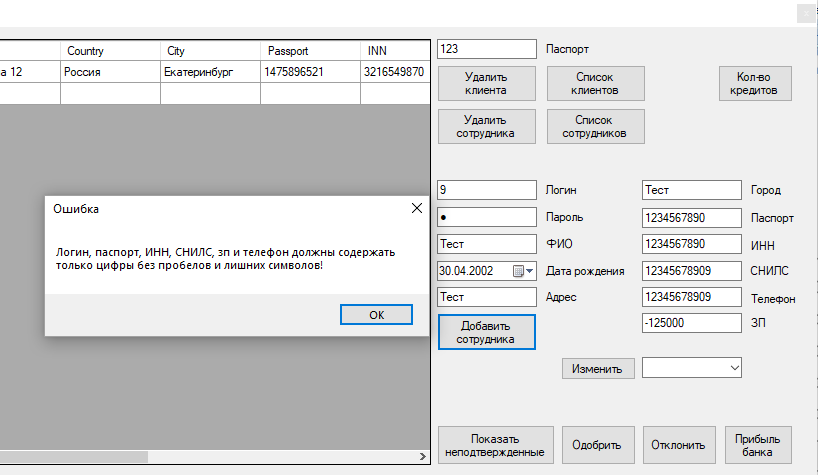 Country City Passport INN
а 12 Россия Екатеринбург 1475896521 3216549870
123 Паспорт
Удалить
клиента
Список
клиентов
Кол-во
кредитов
Удалить
сотрудника
Список
сотрудников
Ошибка
Логин, паспорт, ИНН, СНИЛС, зп и телефон должны содержать
только цифры без пробелов и лишних символов!
OK
9 Логин Тест Город
● Пароль 1234567890 Паспорт
Тест ФИО 1234567890 ИНН
30.04.2002 Дата рождения 12345678909 СНИЛС
Тест Адрес 12345678909 Телефон
Добавить
сотрудника
-125000 ЗП
Изменить
Показать
неподтвержденные
Одобрить
Отклонить
Прибыль
банка